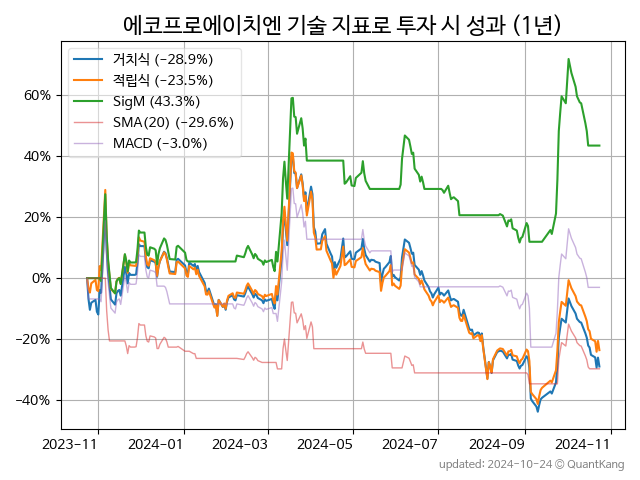 에코프로에이치엔 기술 지표로 투자 시 성과 (1년)
거치식 (-28.9%)
적립식 (-23.5%)
SigM (43.3%)
SMA(20) (-29.6%)
MACD (-3.0%)
60%
40%
20%
0%
-20%
-40%
2023-11 2024-01 2024-03 2024-05 2024-07 2024-09 2024-11
updated: 2024-10-24 @ QuantKang